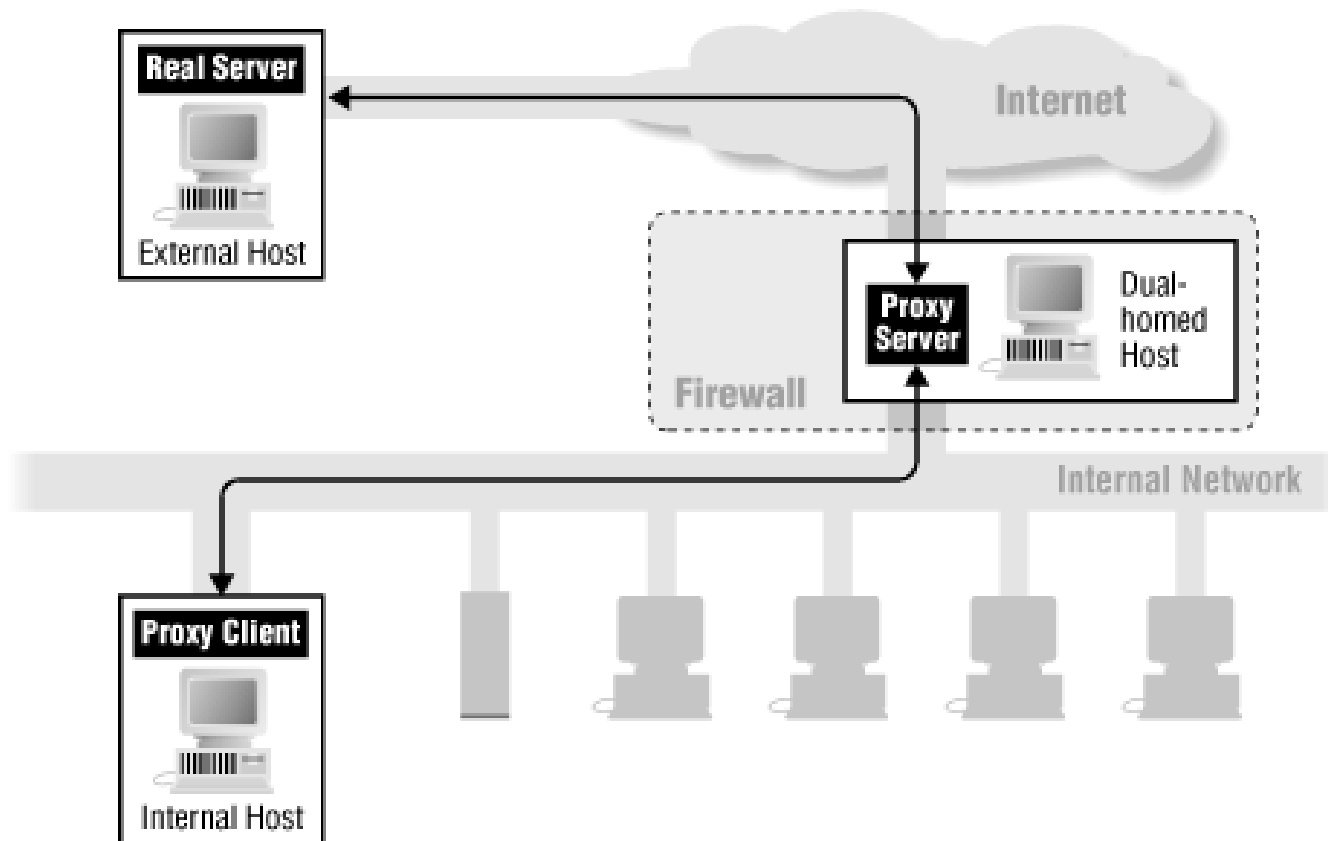 Real Server
External Host
Internet
Proxy
Server
Dual-
homed
Host
Firewall
Internal Network
Proxy Client
Internal Host